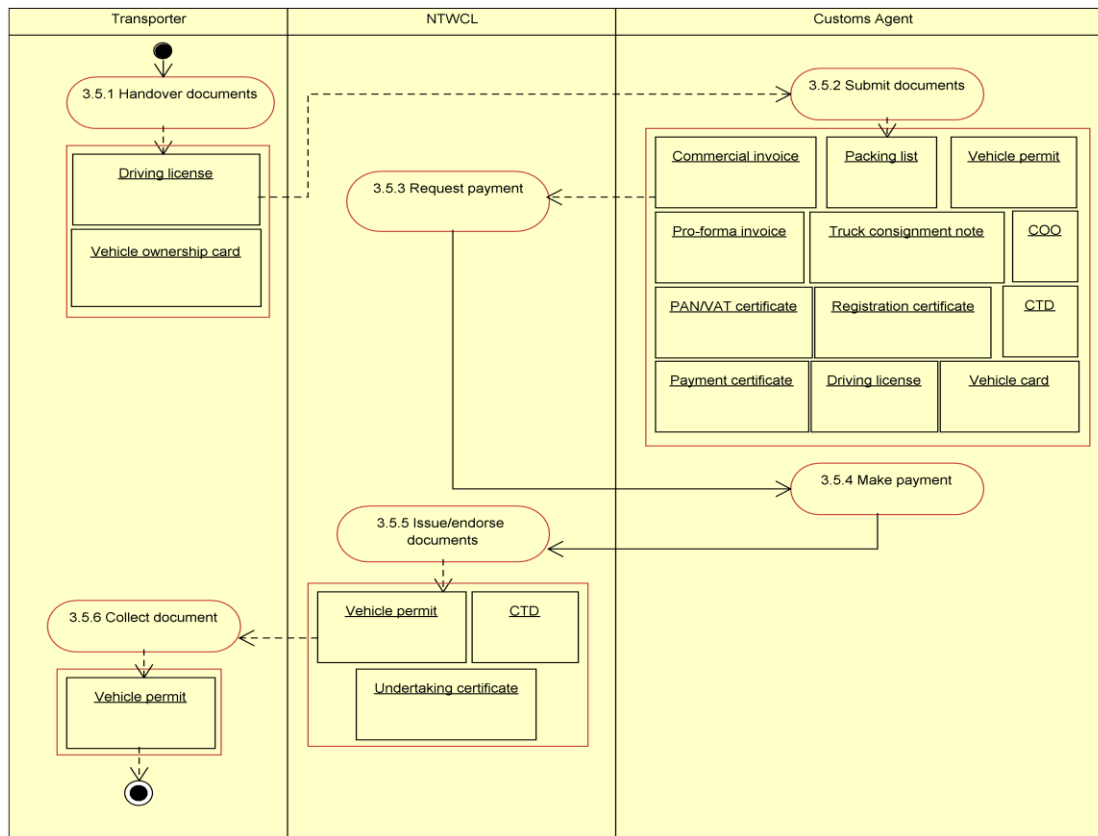 Transporter
NTWCL
Customs Agent
3.5.1 Handover documents
3.5.2 Submit documents
Driving license
Vehicle ownership card
3.5.3 Request payment
Commercial invoice
Packing list
Vehicle permit
Pro-forma invoice
Truck consignment note
COO
PAN/VAT certificate
Registration certificate
CTD
Payment certificate
Driving license
Vehicle card
3.5.4 Make payment
3.5.5 Issue/endorse
documents
Vehicle permit
CTD
Undertaking certificate
3.5.6 Collect document
Vehicle permit